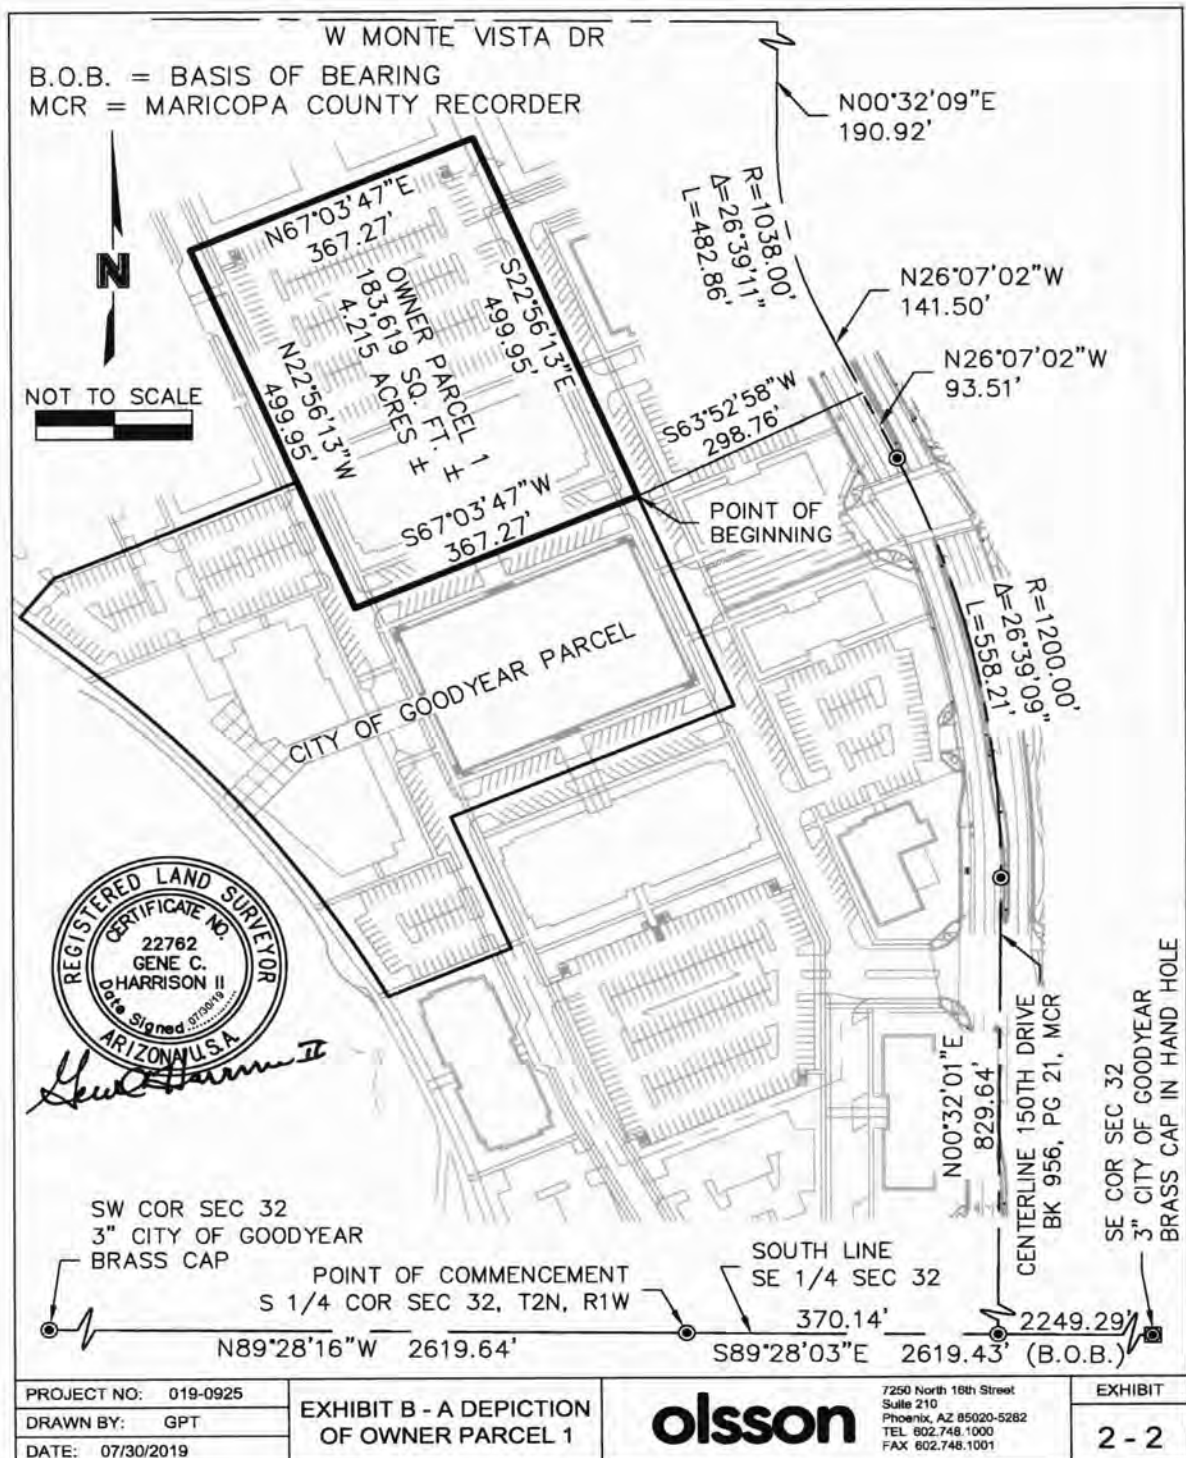 W MONTE VISTA DR
B.O.B. = BASIS OF BEARING
MCR = MARICOPA COUNTY RECORDER
N00°32'09"E
190.92'
R=1038.00'
Δ=26°39'11"
L=482.86'
N
NOT TO SCALE
N67°03'47"E
367.27'
OWNER PARCEL 1
183,619 SQ. FT. ±
4.215 ACRES ±
S22°56'13"E
499.95'
N22°56'13"W
499.95'
S67°03'47"W
367.27'
N26°07'02"W
141.50'
N26°07'02"W
93.51'
S63°52'58"W
298.76'
POINT OF
BEGINNING
R=1200.00'
Δ=26°39'09"
L=558.21'
CITY OF GOODYEAR PARCEL
REGISTERED LAND SURVEYOR
CERTIFICATE NO.
22762
GENE C.
HARRISON II
Date Signed 07/30/19
ARIZONA U.S.A.
N00°32'01"E
829.64'
CENTERLINE 150TH DRIVE
BK 956, PG 21, MCR
SE COR SEC 32
3" CITY OF GOODYEAR
BRASS CAP IN HAND HOLE
SW COR SEC 32
3" CITY OF GOODYEAR
BRASS CAP
POINT OF COMMENCEMENT
S 1/4 COR SEC 32, T2N, R1W
SOUTH LINE
SE 1/4 SEC 32
370.14'
2249.29'
N89°28'16"W 2619.64'
S89°28'03"E 2619.43' (B.O.B.)
PROJECT NO: 019-0925
DRAWN BY: GPT
DATE: 07/30/2019
EXHIBIT B - A DEPICTION
OF OWNER PARCEL 1
olsson
7250 North 16th Street
Suite 210
Phoenix, AZ 85020-5282
TEL 602.748.1000
FAX 602.748.1001
EXHIBIT
2-2